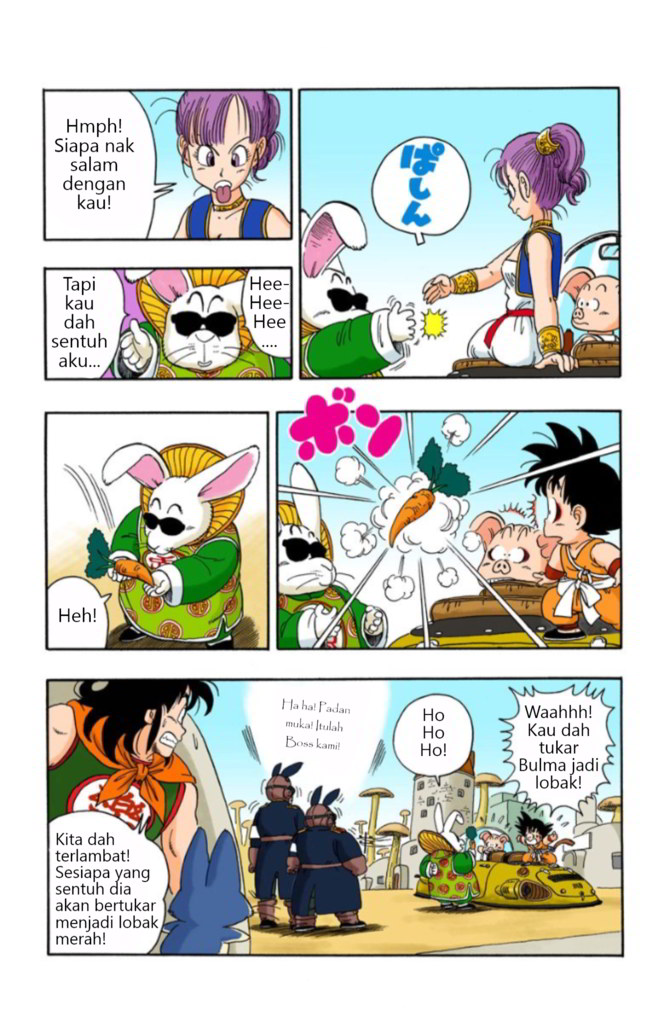 Hmph!
Siapa nak
salam
dengan
kau!
ぱしん
Tapi
kau
dah
sentuh
aku...
Hee-
Hee-
Hee
....
ボンッ
Heh!
Ha ha! Padan
muka! Itulah
Boss kami!
Ho
Ho
Ho!
Waahhh!
Kau dah
tukar
Bulma jadi
lobak!
Kita dah
terlambat!
Sesiapa yang
sentuh dia
akan bertukar
menjadi lobak
merah!